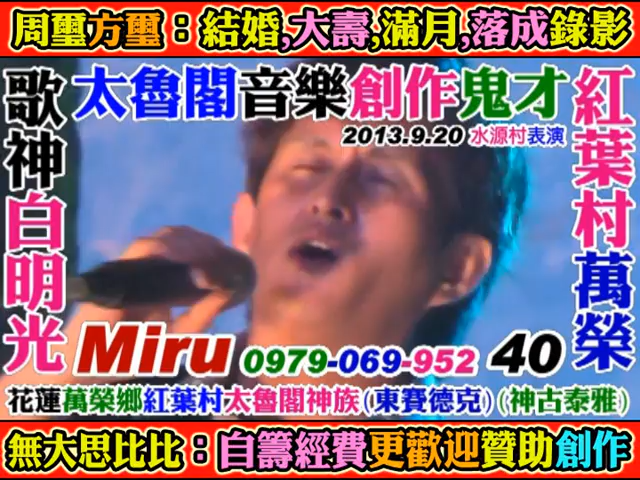 周璽方璽：結婚,大壽,滿月,落成錄影
太魯閣音樂創作鬼才
2013.9.20 水源村表演
歌神白明光
紅葉村萬榮
Miru 0979-069-952 40
花蓮萬榮鄉紅葉村太魯閣神族(東賽德克)(神古泰雅)
無大思比比：自籌經費更歡迎贊助創作